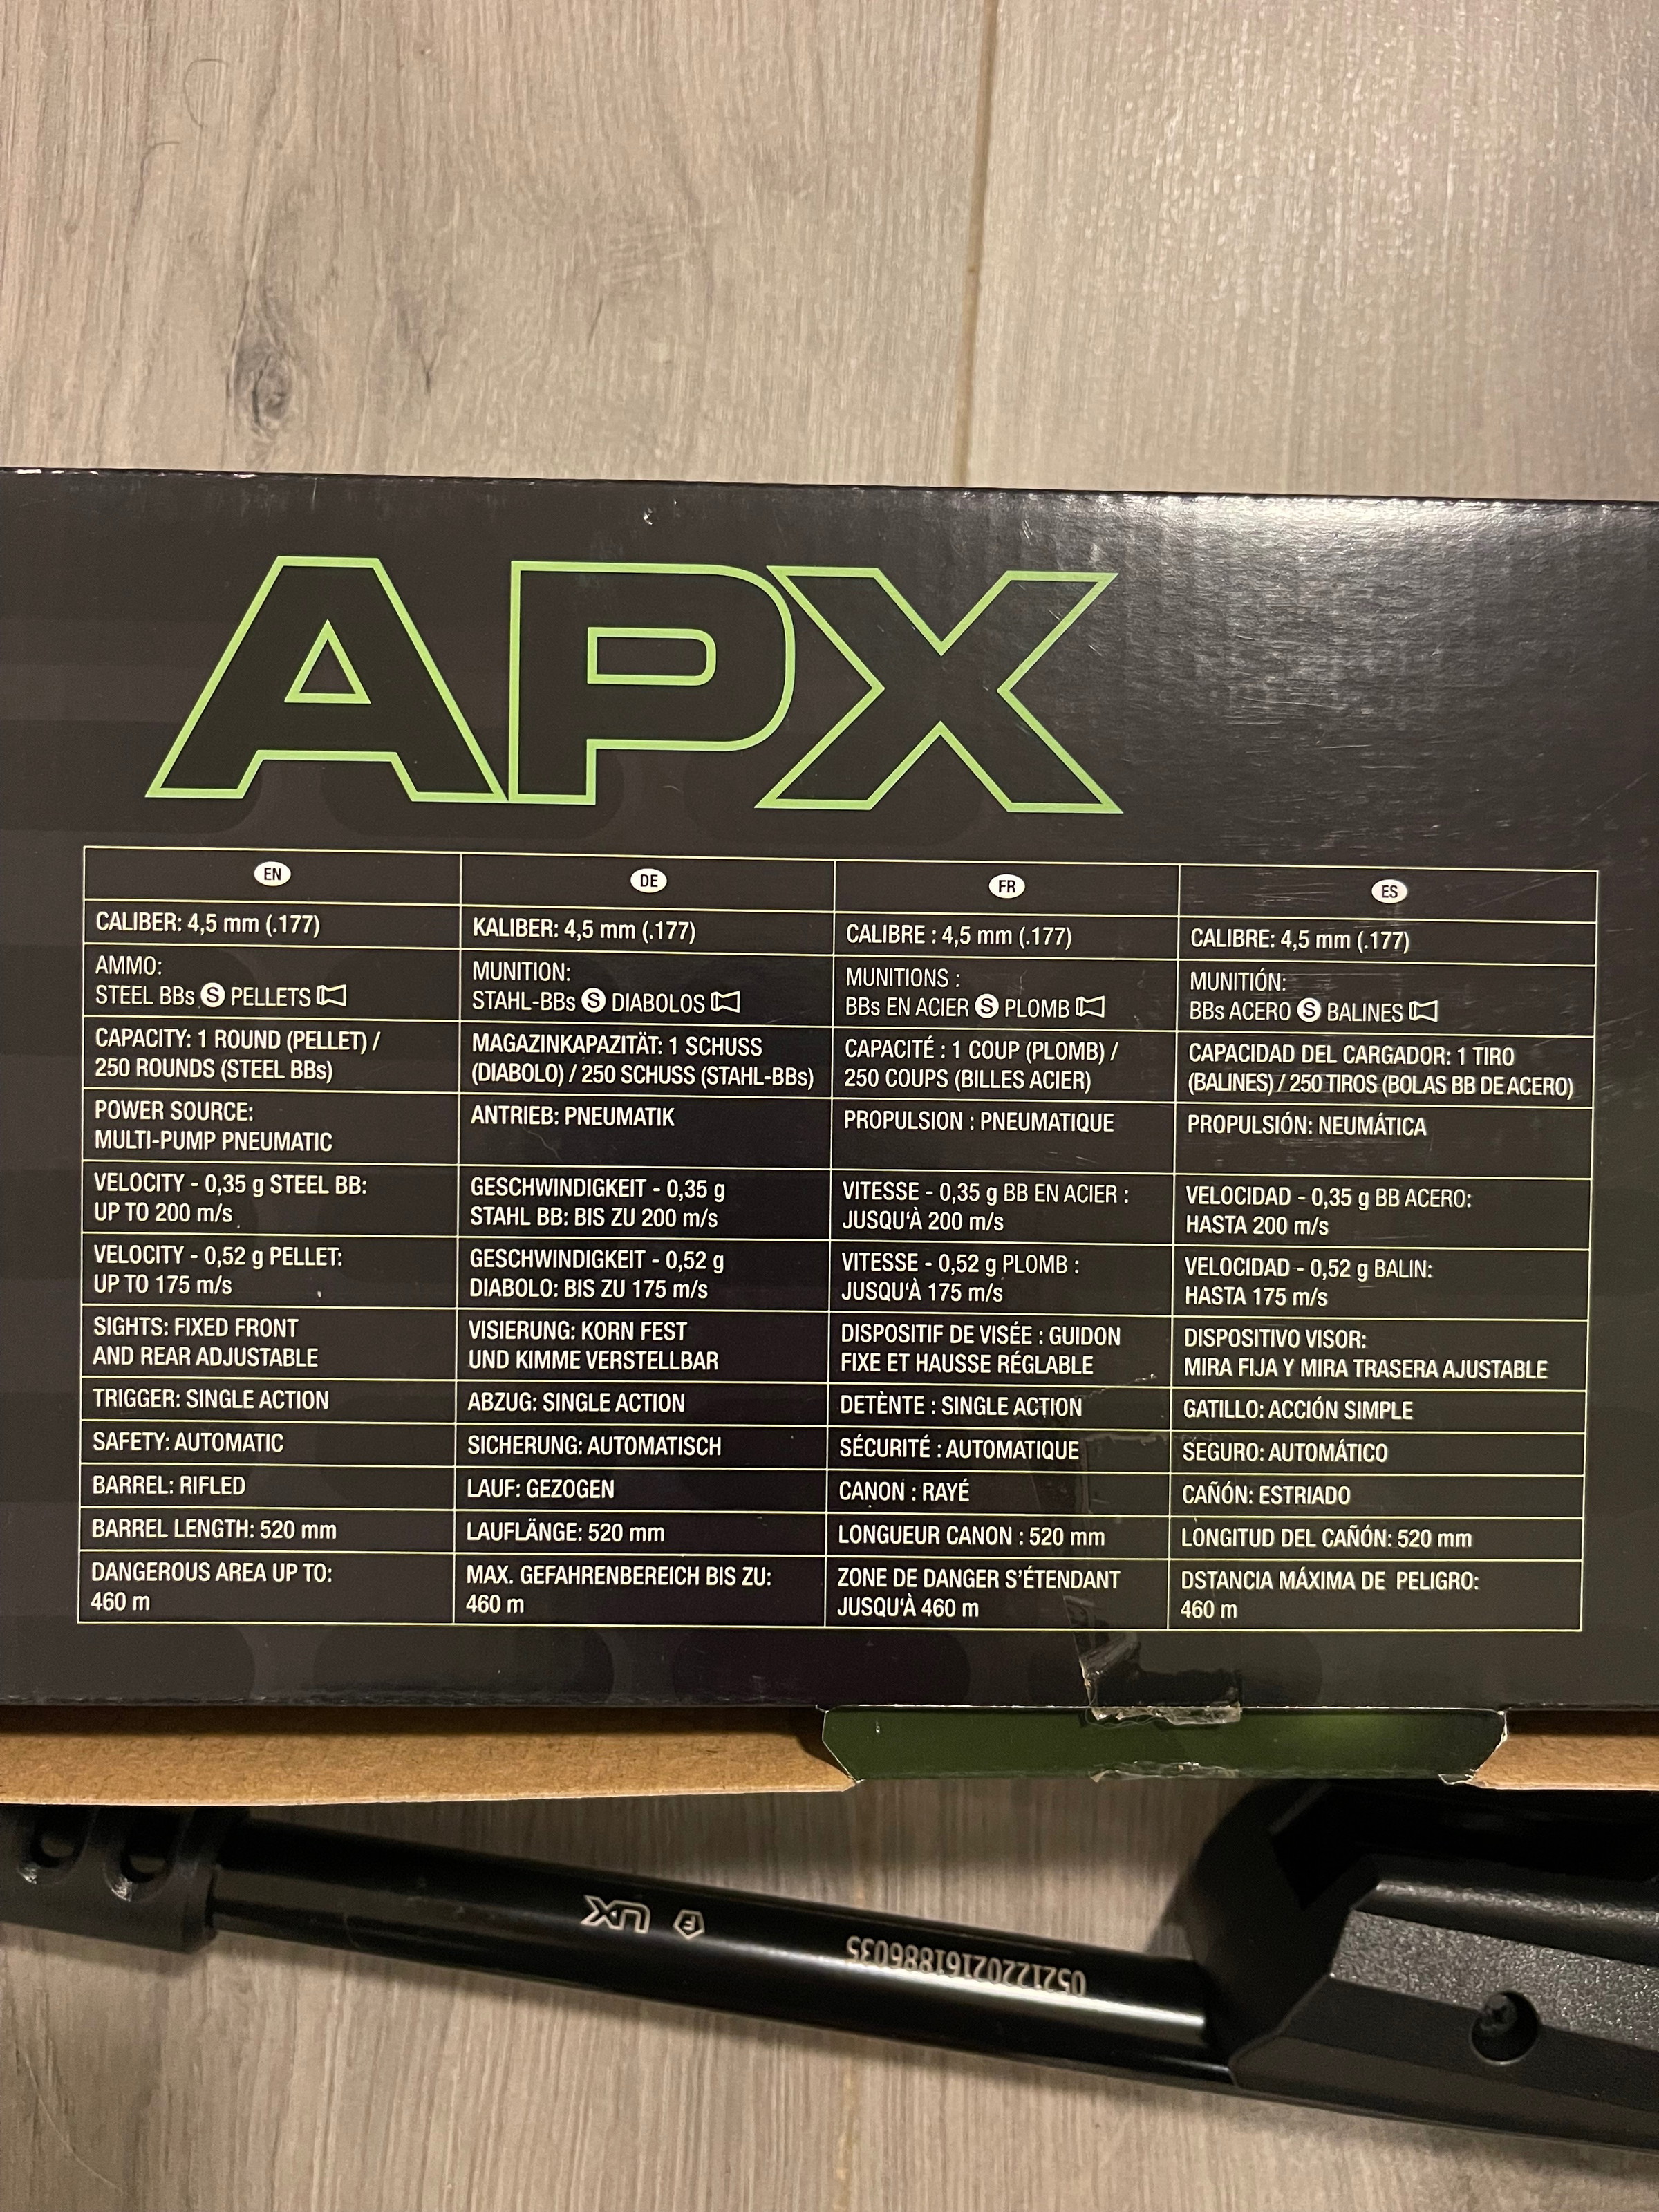 APX
EN
CALIBER: 4,5 mm (.177)
AMMO:
STEEL BBs S PELLETS
CAPACITY: 1 ROUND (PELLET) /
250 ROUNDS (STEEL BBs)
POWER SOURCE:
MULTI-PUMP PNEUMATIC
VELOCITY - 0,35 g STEEL BB:
UP TO 200 m/s
VELOCITY - 0,52 g PELLET:
UP TO 175 m/s
SIGHTS: FIXED FRONT
AND REAR ADJUSTABLE
TRIGGER: SINGLE ACTION
SAFETY: AUTOMATIC
BARREL: RIFLED
BARREL LENGTH: 520 mm
DANGEROUS AREA UP TO:
460 m
DE
KALIBER: 4,5 mm (.177)
MUNITION:
STAHL-BBs S DIABOLOS
MAGAZINKAPAZITÄT: 1 SCHUSS
(DIABOLO) / 250 SCHUSS (STAHL-BBs)
ANTRIEB: PNEUMATIK
GESCHWINDIGKEIT - 0,35 g
STAHL BB: BIS ZU 200 m/s
GESCHWINDIGKEIT - 0,52 g
DIABOLO: BIS ZU 175 m/s
VISIERUNG: KORN FEST
UND KIMME VERSTELLBAR
ABZUG: SINGLE ACTION
SICHERUNG: AUTOMATISCH
LAUF: GEZOGEN
LAUFLÄNGE: 520 mm
MAX. GEFAHRENBEREICH BIS ZU:
460 m
FR
CALIBRE : 4,5 mm (.177)
MUNITIONS :
BBs EN ACIER S PLOMB
CAPACITÉ : 1 COUP (PLOMB) /
250 COUPS (BILLES ACIER)
PROPULSION : PNEUMATIQUE
VITESSE - 0,35 g BB EN ACIER :
JUSQU‘À 200 m/s
VITESSE - 0,52 g PLOMB :
JUSQU‘À 175 m/s
DISPOSITIF DE VISÉE : GUIDON
FIXE ET HAUSSE RÉGLABLE
DETÈNTE : SINGLE ACTION
SÉCURITÉ : AUTOMATIQUE
CANON : RAYÉ
LONGUEUR CANON : 520 mm
ZONE DE DANGER S’ÉTENDANT
JUSQU‘À 460 m
ES
CALIBRE: 4,5 mm (.177)
MUNITIÓN:
BBs ACERO S BALINES
CAPACIDAD DEL CARGADOR: 1 TIRO
(BALINES) / 250 TIROS (BOLAS BB DE ACERO)
PROPULSIÓN: NEUMÁTICA
VELOCIDAD - 0,35 g BB ACERO:
HASTA 200 m/s
VELOCIDAD - 0,52 g BALIN:
HASTA 175 m/s
DISPOSITIVO VISOR:
MIRA FIJA Y MIRA TRASERA AJUSTABLE
GATILLO: ACCIÓN SIMPLE
SEGURO: AUTOMÁTICO
CAÑÓN: ESTRIADO
LONGITUD DEL CAÑÓN: 520 mm
DSTANCIA MÁXIMA DE PELIGRO:
460 m
UX
F
05212202161886035